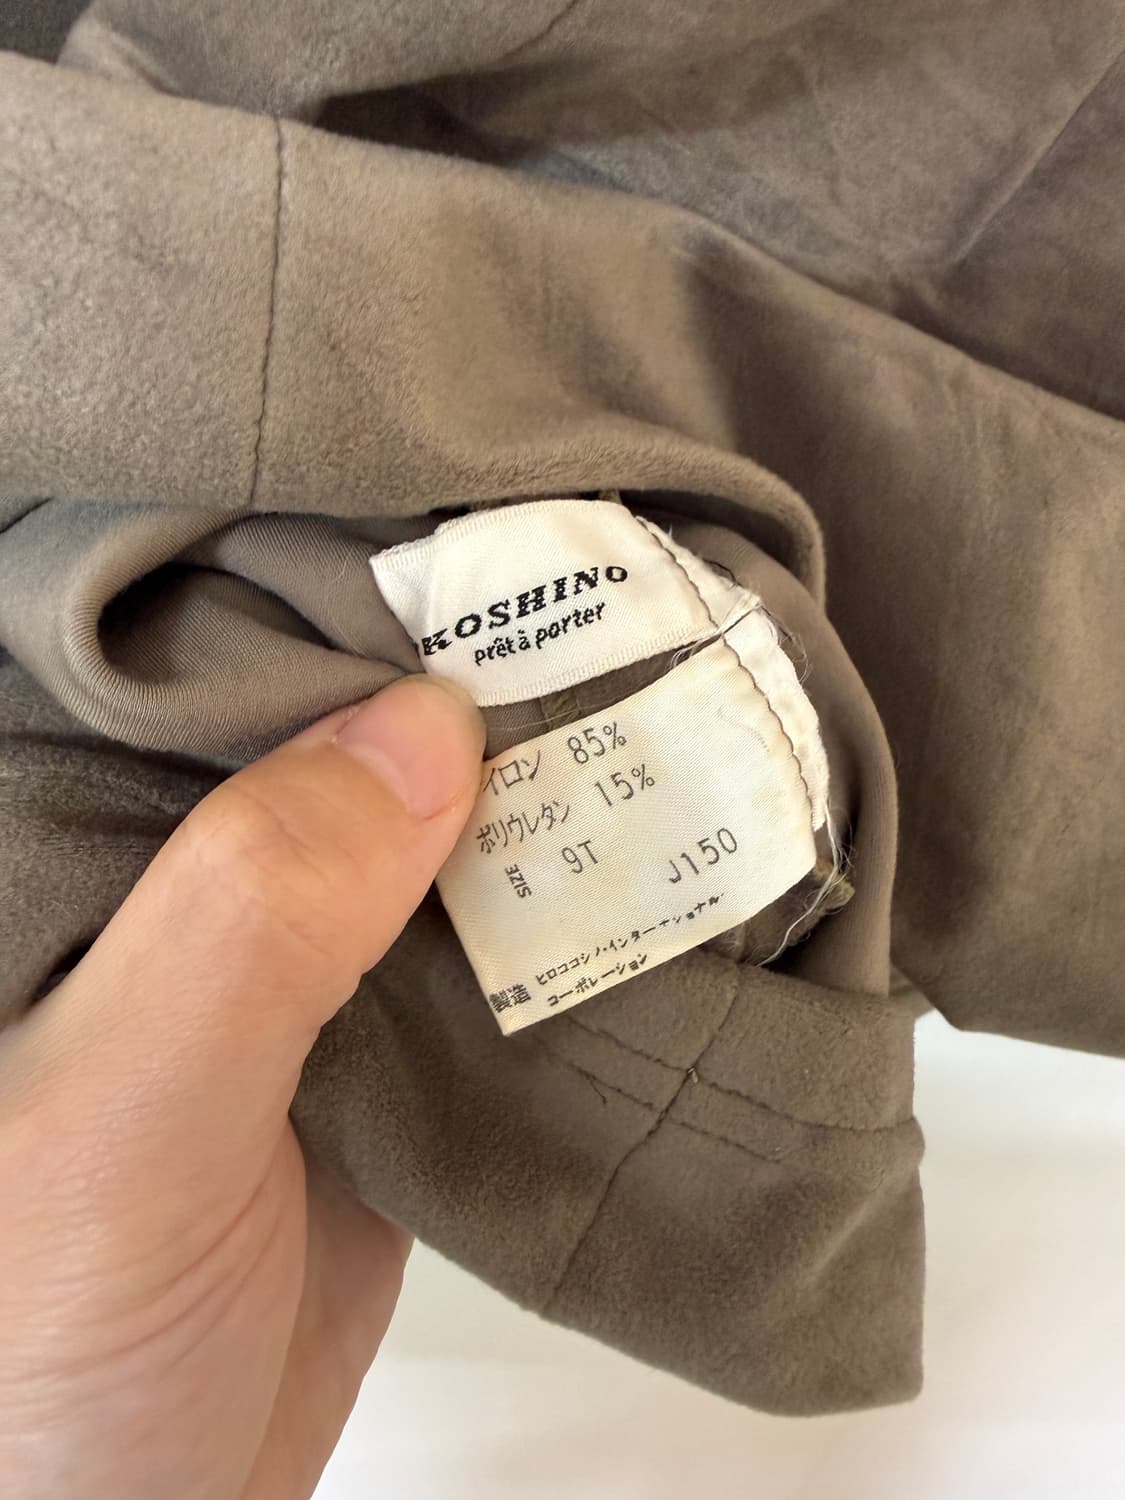 KOSHINO
prêt à porter
イロン 85%
ポリウレタン 15%
SIZE 9T J150
製造 ヒロココシノ・インターナショナル.
コーポレーション